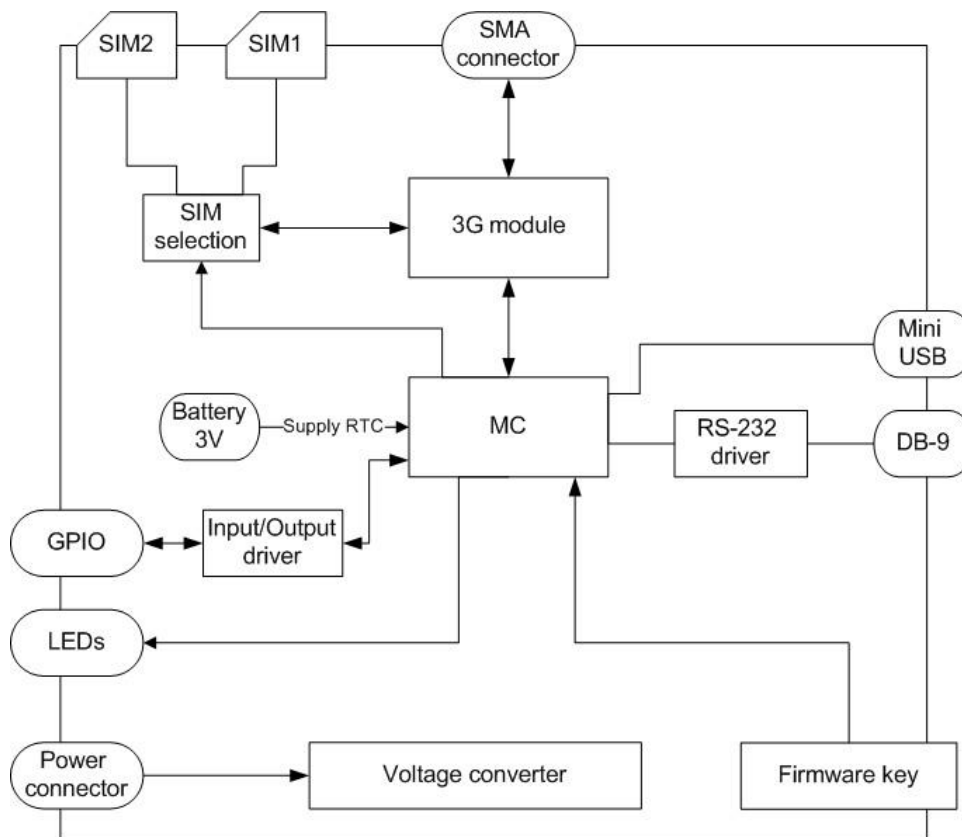 SIM2
SIM1
SMA
connector
SIM
selection
3G module
Mini
USB
Battery
3V
Supply RTC
MC
RS-232
driver
DB-9
GPIO
Input/Output
driver
LEDs
Power
connector
Voltage converter
Firmware key